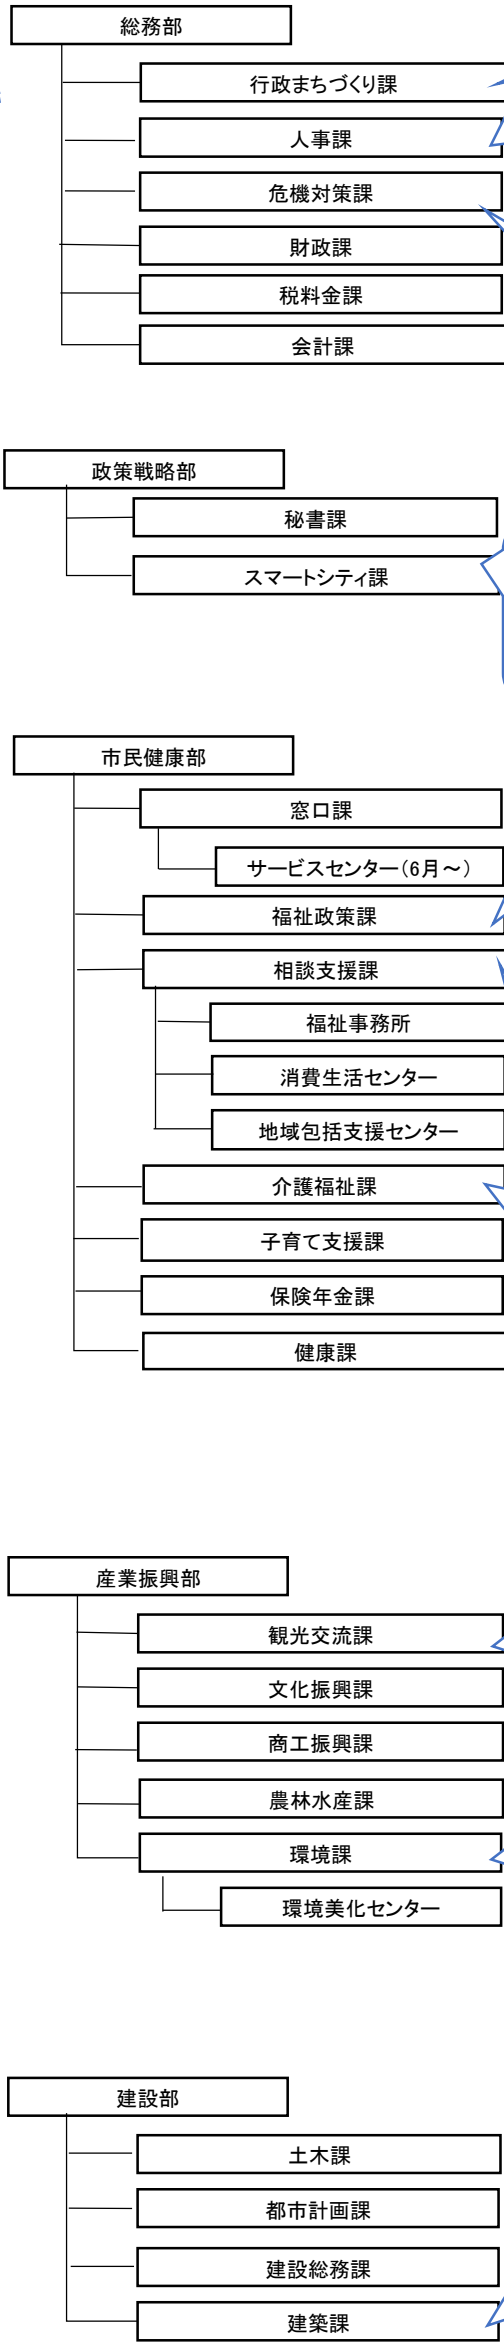 総務部
行政まちづくり課
人事課
危機対策課
財政課
税料金課
会計課
政策戦略部
秘書課
スマートシティ課
市民健康部
窓口課
サービスセンター（6月～）
福祉政策課
相談支援課
福祉事務所
消費生活センター
地域包括支援センター
介護福祉課
子育て支援課
保険年金課
健康課
産業振興部
観光交流課
文化振興課
商工振興課
農林水産課
環境課
環境美化センター
建設部
土木課
都市計画課
建設総務課
建築課